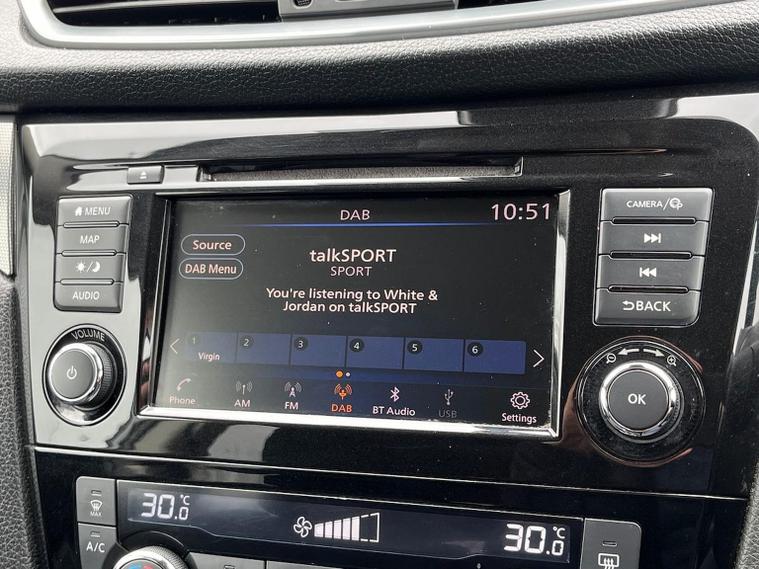 MENU
MAP
AUDIO
VOLUME
DAB
10:51
Source
DAB Menu
talkSPORT
SPORT
You're listening to White &
Jordan on talkSPORT
1 2 3 4 5 6
Virgin
Phone
AM
FM
DAB
BT Audio
USB
Settings
CAMERA/
BACK
OK
MAX
A/C
30.0°C
30.0°C